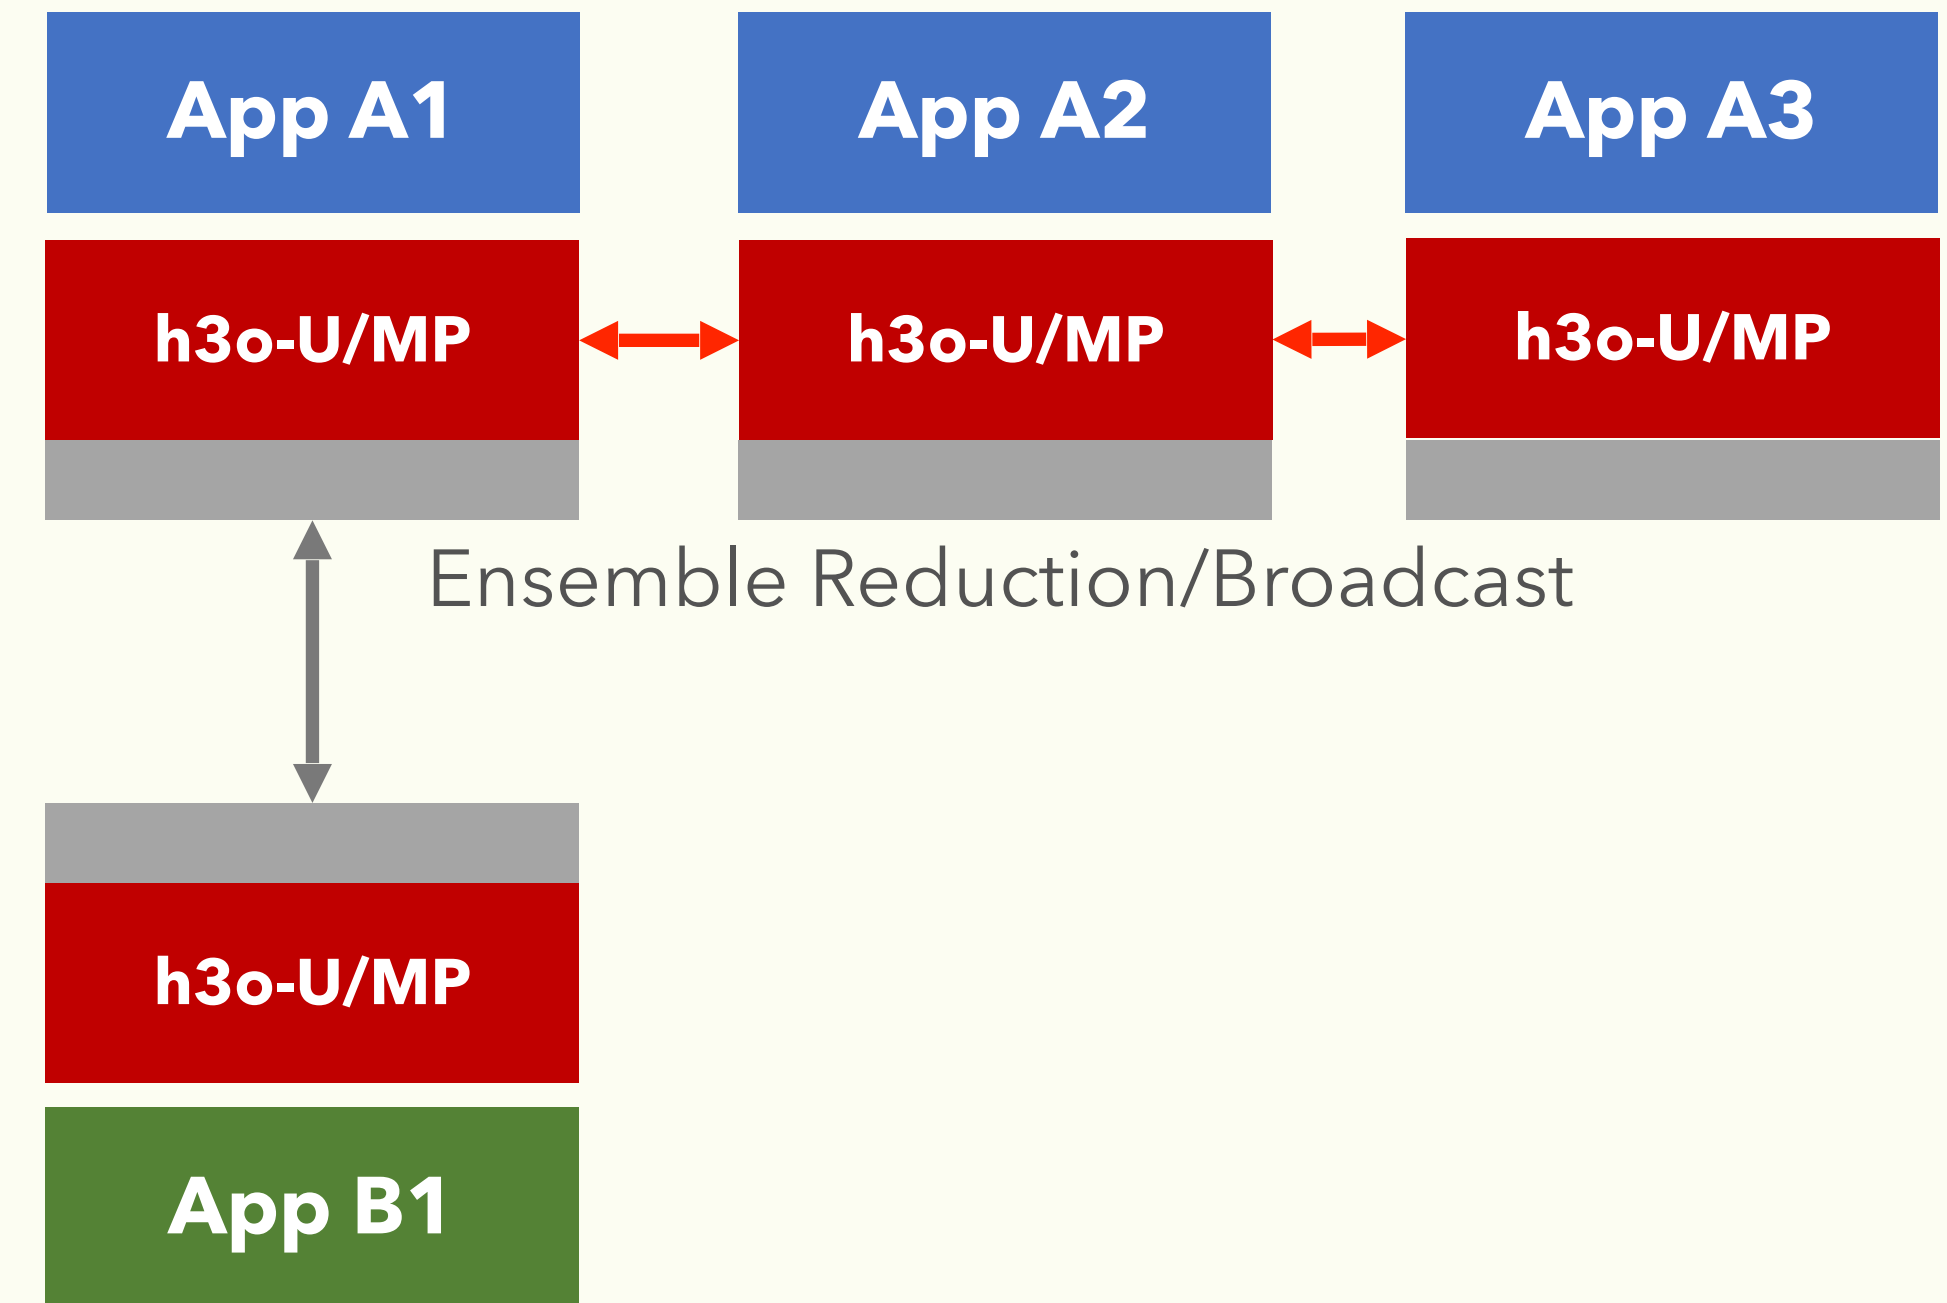 App A1
App A2
App A3
h3o-U/MP
h3o-U/MP
h3o-U/MP
Ensemble Reduction/Broadcast
h3o-U/MP
App B1